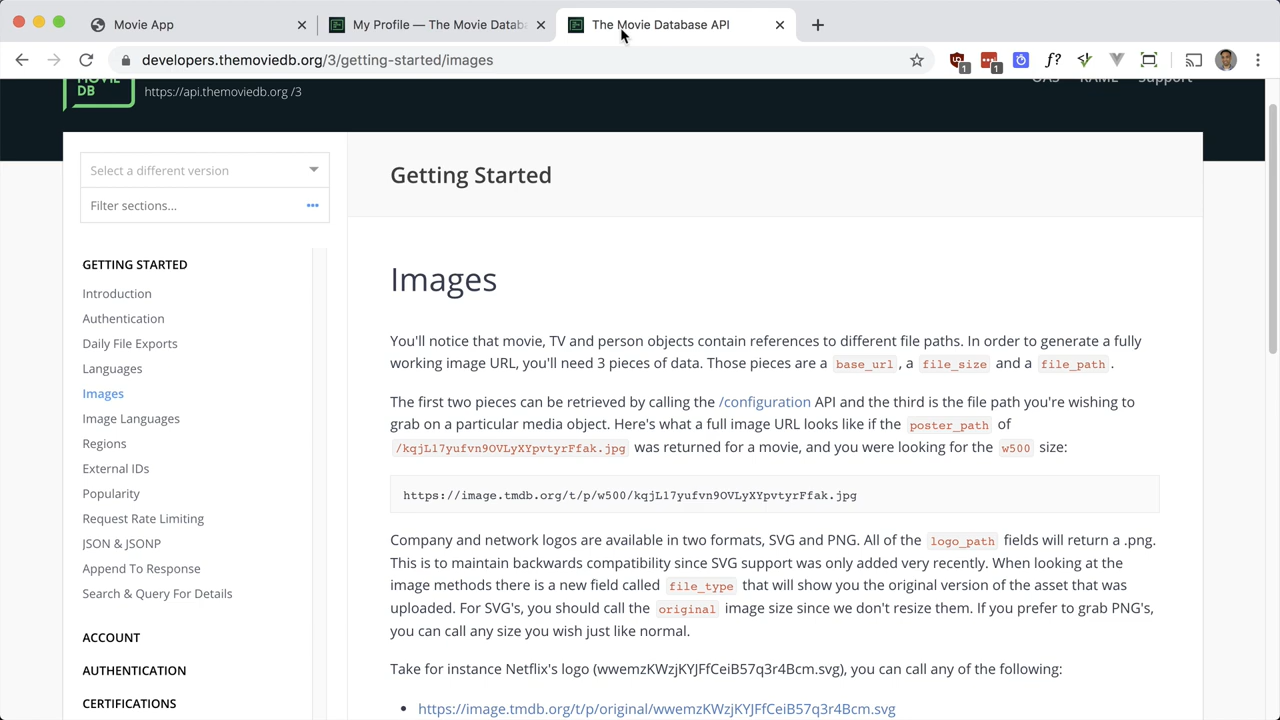 Movie App
My Profile — The Movie Databa
The Movie Database API
developers.themoviedb.org/3/getting-started/images
1
1
f?
MOVIE
DB
https://api.themoviedb.org /3
OAS
RAML
Support
Select a different version
Filter sections...
Getting Started
GETTING STARTED
Introduction
Authentication
Daily File Exports
Languages
Images
Image Languages
Regions
External IDs
Popularity
Request Rate Limiting
JSON & JSONP
Append To Response
Search & Query For Details
ACCOUNT
AUTHENTICATION
CERTIFICATIONS
Images
You'll notice that movie, TV and person objects contain references to different file paths. In order to generate a fully
working image URL, you'll need 3 pieces of data. Those pieces are a base_url, a file_size and a file_path.
The first two pieces can be retrieved by calling the /configuration API and the third is the file path you're wishing to
grab on a particular media object. Here's what a full image URL looks like if the poster_path of
/kqjL17yufvn9OVLyXYpvtyrFfak.jpg was returned for a movie, and you were looking for the w500 size:
https://image.tmdb.org/t/p/w500/kqjL17yufvn9OVLyXYpvtyrFfak.jpg
Company and network logos are available in two formats, SVG and PNG. All of the logo_path fields will return a .png.
This is to maintain backwards compatibility since SVG support was only added very recently. When looking at the
image methods there is a new field called file_type that will show you the original version of the asset that was
uploaded. For SVG's, you should call the original image size since we don't resize them. If you prefer to grab PNG's,
you can call any size you wish just like normal.
Take for instance Netflix's logo (wwemzKWzjKYJFfCeiB57q3r4Bcm.svg), you can call any of the following:
• https://image.tmdb.org/t/p/original/wwemzKWzjKYJFfCeiB57q3r4Bcm.svg